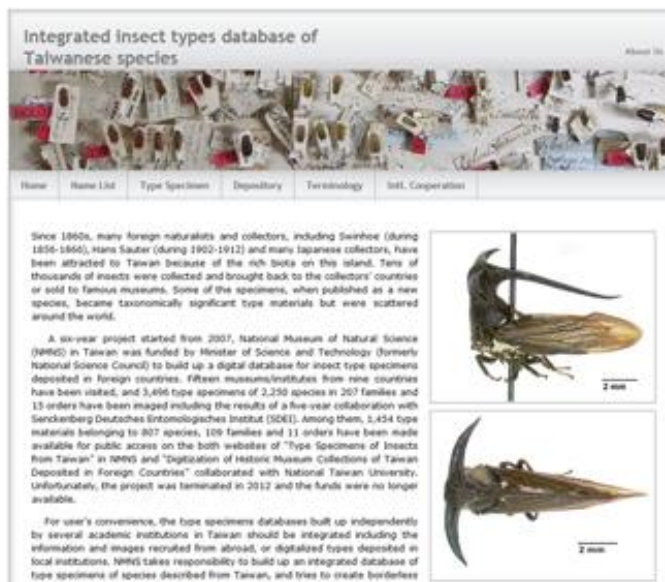 Integrated insect types database of
Taiwanese species
About Us
Home Name List Type Specimen Depository Terminology Intl. Cooperation
Since 1860s, many foreign naturalists and collectors, including Swinhoe (during
1856-1866), Hans Sauter (during 1902-1912) and many Japanese collectors, have
been attracted to Taiwan because of the rich biota on this island. Tens of
thousands of insects were collected and brought back to the collectors' countries
or sold to famous museums. Some of the specimens, when published as a new
species, became taxonomically significant type materials but were scattered
around the world.
A six-year project started from 2007, National Museum of Natural Science
(NMNS) in Taiwan was funded by Minister of Science and Technology (formerly
National Science Council) to build up a digital database for insect type specimens
deposited in foreign countries. Fifteen museums/institutes from nine countries
have been visited, and 3,496 type specimens of 2,250 species in 207 families and
15 orders have been imaged including the results of a five-year collaboration with
Senckenberg Deutsches Entomologisches Institut (SDEI). Among them, 1,454 type
materials belonging to 807 species, 109 families and 11 orders have been made
available for public access on the both websites of "Type Specimens of Insects
from Taiwan" in NMNS and "Digitization of Historic Museum Collections of Taiwan
Deposited in Foreign Countries" collaborated with National Taiwan University.
Unfortunately, the project was terminated in 2012 and the funds were no longer
available.
For user's convenience, the type specimens databases built up independently
by several academic institutions in Taiwan should be integrated including the
information and images recruited from abroad, or digitalized types deposited in
local institutions. NMNS takes responsibility to build up an integrated database of
type specimens of species described from Taiwan, and tries to create borderless
2 mm
2 mm